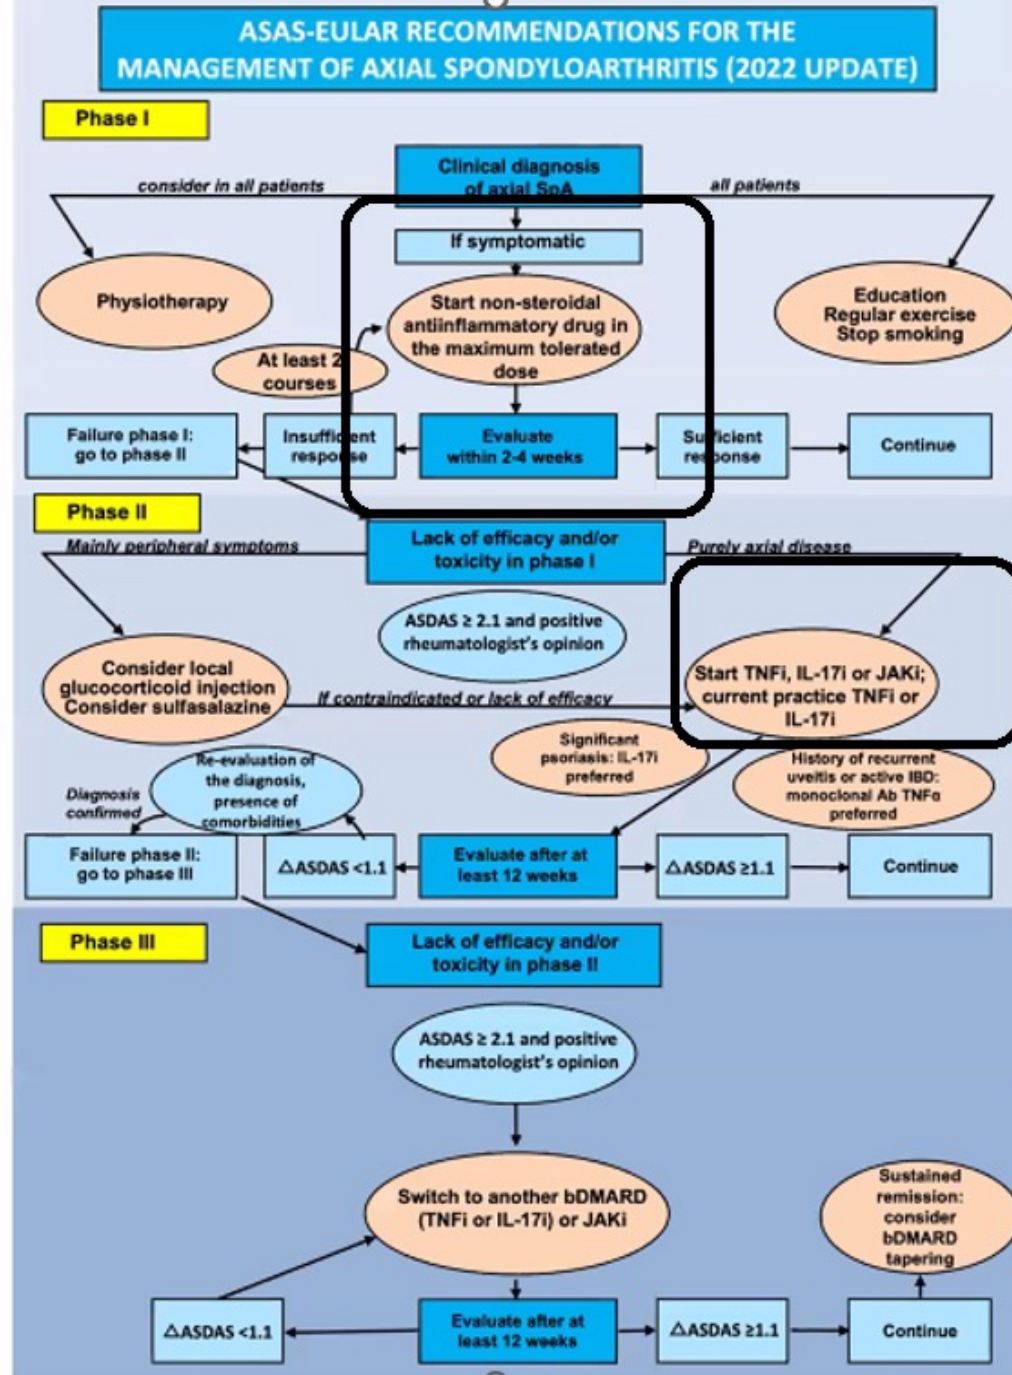 ASAS-EULAR RECOMMENDATIONS FOR THE
MANAGEMENT OF AXIAL SPONDYLOARTHRITIS (2022 UPDATE)
Phase I
Clinical diagnosis
of axial SpA
consider in all patients
all patients
If symptomatic
Physiotherapy
Start non-steroidal
antiinflammatory drug in
the maximum tolerated
dose
Education
Regular exercise
Stop smoking
At least 2
courses
Failure phase I:
go to phase II
Insufficient
response
Evaluate
within 2-4 weeks
Sufficient
response
Continue
Phase II
Mainly peripheral symptoms
Lack of efficacy and/or
toxicity in phase I
Purely axial disease
ASDAS ≥ 2.1 and positive
rheumatologist's opinion
Consider local
glucocorticoid injection
Consider sulfasalazine
If contraindicated or lack of efficacy
Start TNFi, IL-17i or JAKi;
current practice TNFi or
IL-17i
Significant
psoriasis: IL-17i
preferred
History of recurrent
uveitis or active IBD:
monoclonal Ab TNFα
preferred
Re-evaluation of
the diagnosis,
presence of
comorbidities
Diagnosis
confirmed
Failure phase II:
go to phase III
△ASDAS <1.1
Evaluate after at
least 12 weeks
△ASDAS ≥1.1
Continue
Phase III
Lack of efficacy and/or
toxicity in phase II
ASDAS ≥ 2.1 and positive
rheumatologist's opinion
Switch to another bDMARD
(TNFi or IL-17i) or JAKi
Sustained
remission:
consider
bDMARD
tapering
△ASDAS <1.1
Evaluate after at
least 12 weeks
△ASDAS ≥1.1
Continue